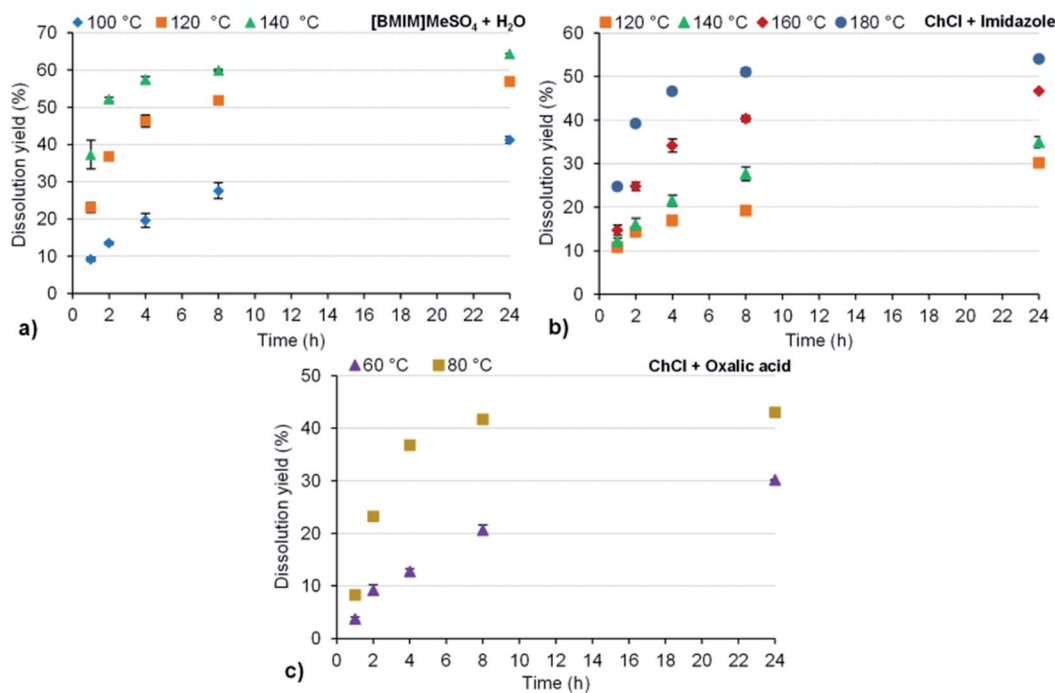 100 °C 120 °C 140 °C [BMIM]MeSO₄ + H₂O
70
60
50
40
30
20
10
0
Dissolution yield (%)
0 2 4 6 8 10 12 14 16 18 20 22 24
Time (h)
a)
120 °C 140 °C 160 °C 180 °C ChCl + Imidazole
60
50
40
30
20
10
0
Dissolution yield (%)
0 2 4 6 8 10 12 14 16 18 20 22 24
Time (h)
b)
60 °C 80 °C ChCl + Oxalic acid
50
40
30
20
10
0
Dissolution yield (%)
0 2 4 6 8 10 12 14 16 18 20 22 24
Time (h)
c)